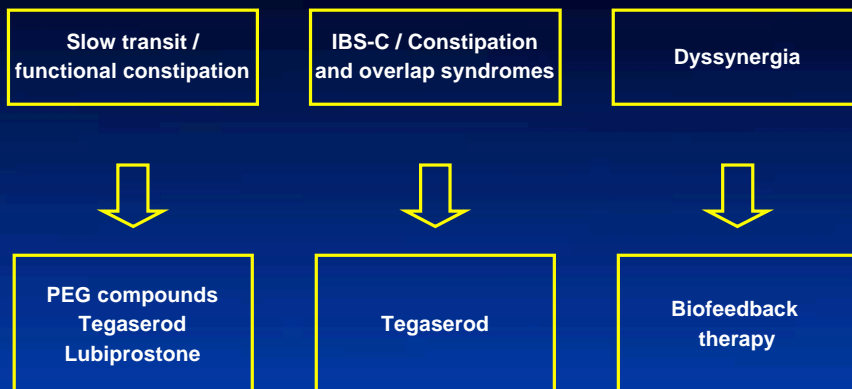 Slow transit /
functional constipation
IBS-C / Constipation
and overlap syndromes
Dyssynergia
PEG compounds
Tegaserod
Lubiprostone
Tegaserod
Biofeedback
therapy